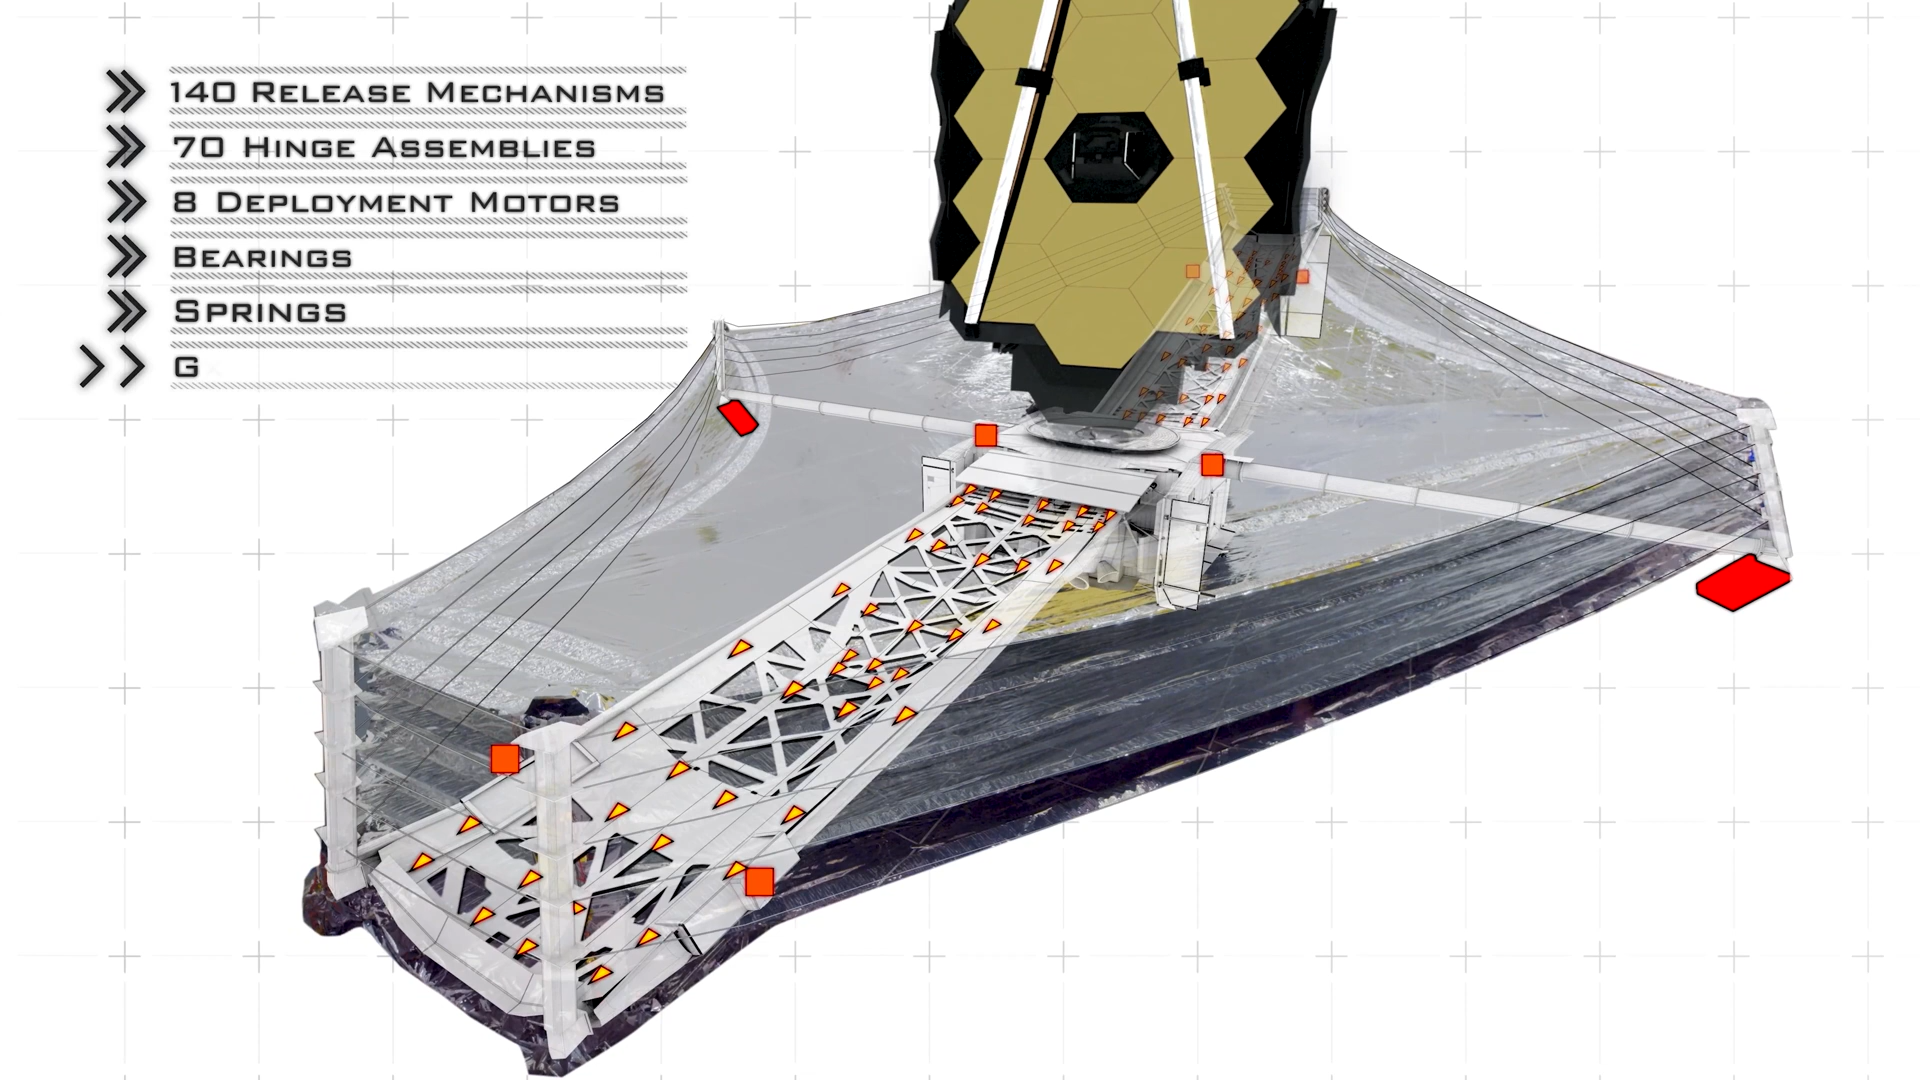 140 Release Mechanisms
70 Hinge Assemblies
8 Deployment Motors
Bearings
Springs
G